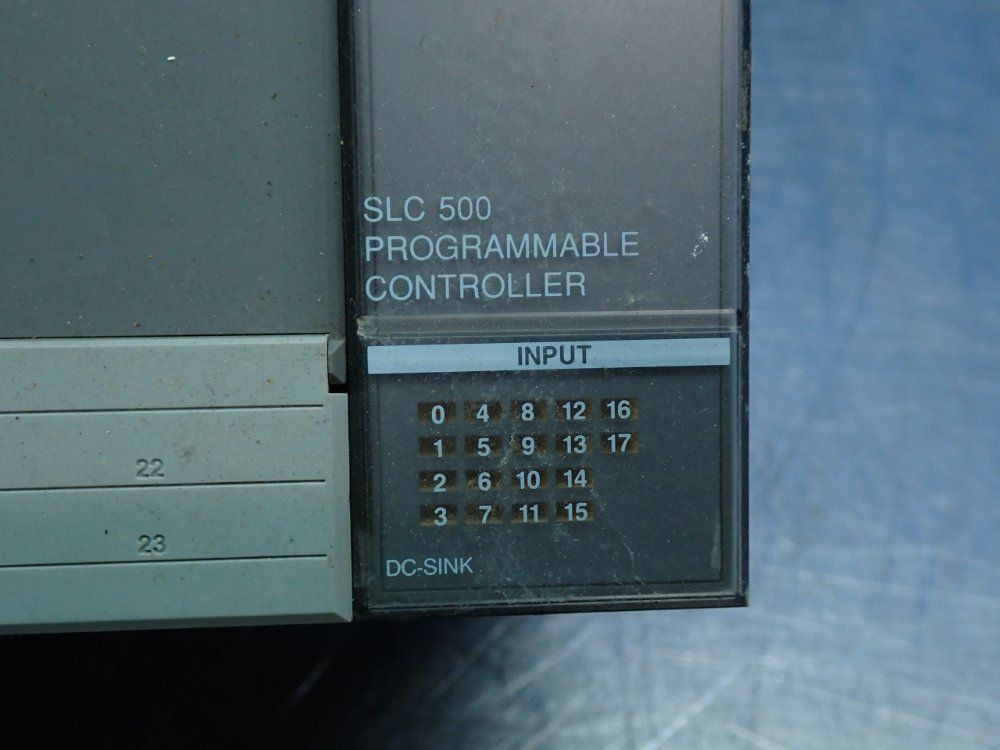 SLC 500
PROGRAMMABLE
CONTROLLER
INPUT
0 4 8 12 16
1 5 9 13 17
2 6 10 14
3 7 11 15
DC-SINK
22
23